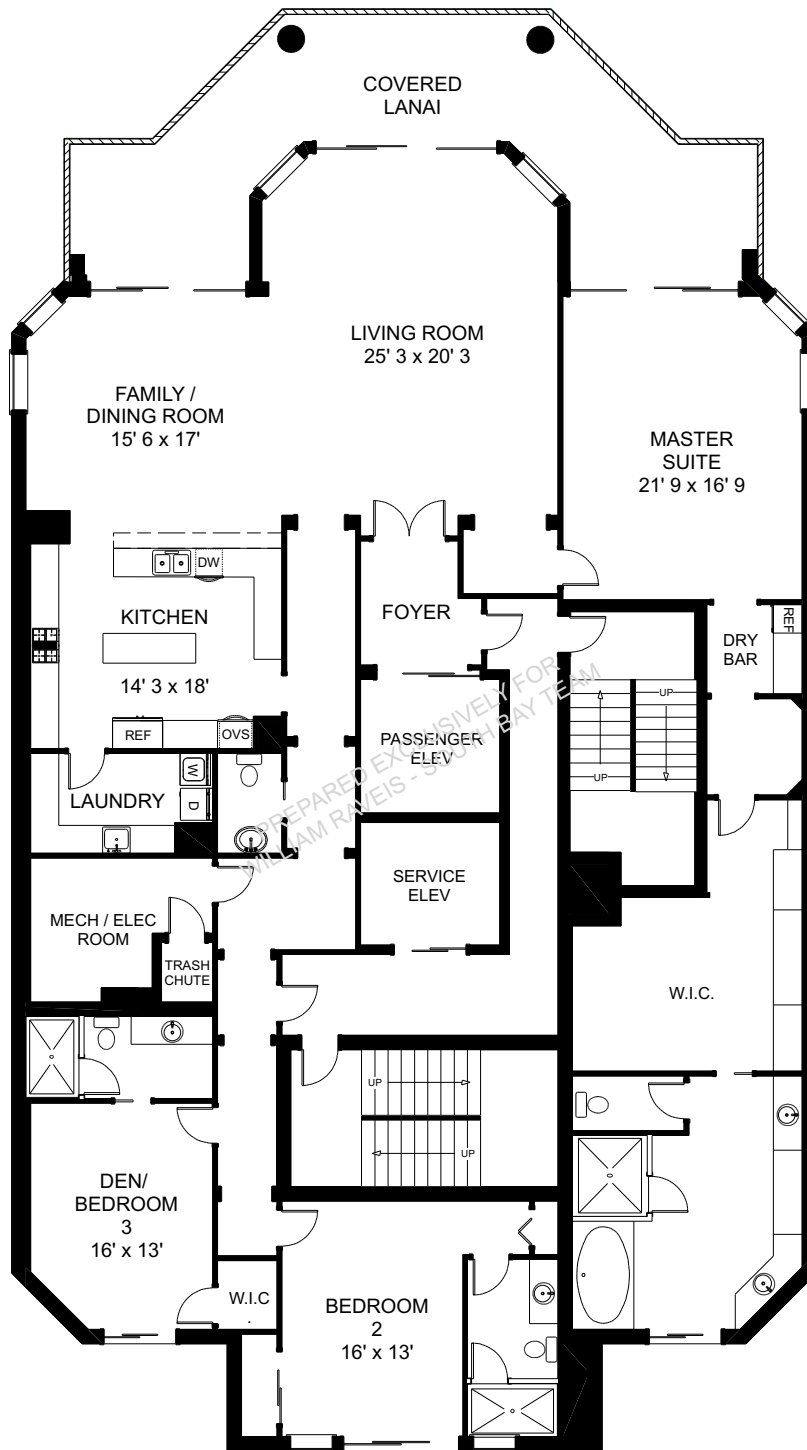 COVERED
LANAI
LIVING ROOM
25' 3 x 20' 3
FAMILY /
DINING ROOM
15' 6 x 17'
MASTER
SUITE
21' 9 x 16' 9
DW
KITCHEN
14' 3 x 18'
REF
OVS
FOYER
REF
DRY
BAR
PASSENGER
ELEV
UP
UP
PREPARED EXCLUSIVELY FOR
WILLIAM RAVEIS - SOUTH BAY TEAM
W
D
LAUNDRY
SERVICE
ELEV
MECH / ELEC
ROOM
TRASH
CHUTE
W.I.C.
UP
UP
DEN/
BEDROOM
3
16' x 13'
W.I.C
.
BEDROOM
2
16' x 13'